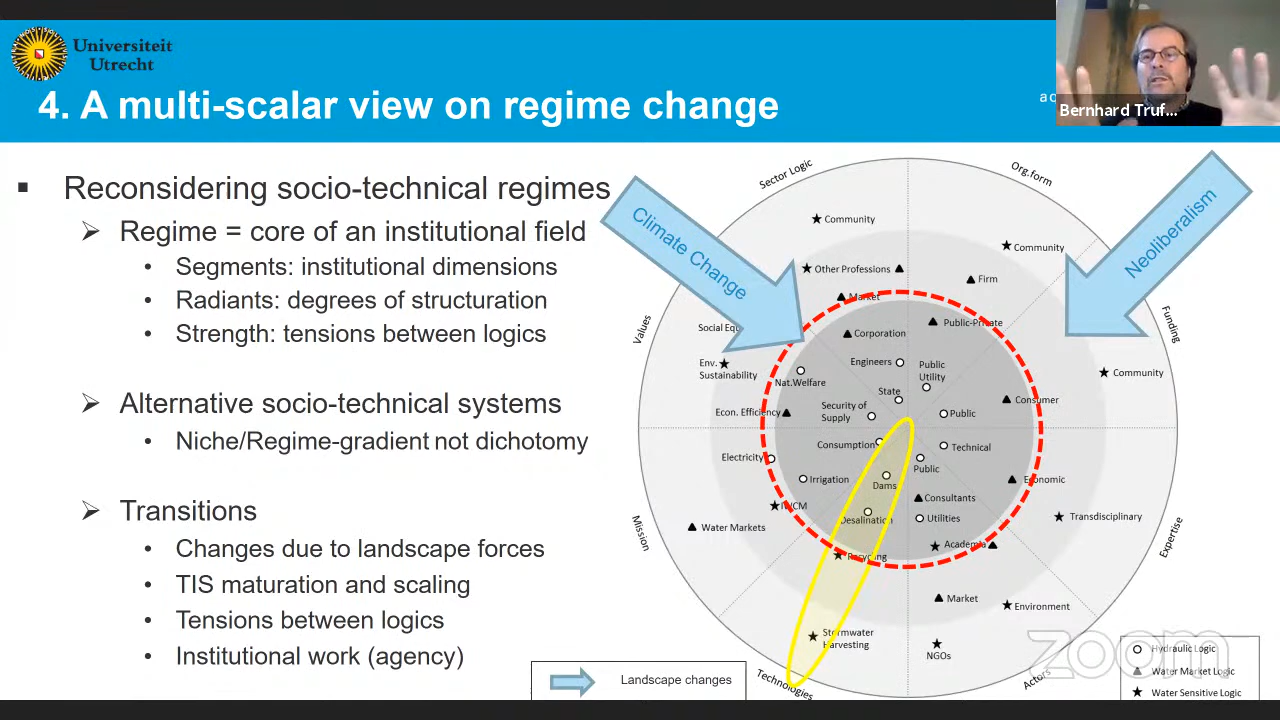 Universiteit
Utrecht
4. A multi-scalar view on regime change
Bernhard Truf...
▪ Reconsidering socio-technical regimes
➢ Regime = core of an institutional field
• Segments: institutional dimensions
• Radiants: degrees of structuration
• Strength: tensions between logics
➢ Alternative socio-technical systems
• Niche/Regime-gradient not dichotomy
➢ Transitions
• Changes due to landscape forces
• TIS maturation and scaling
• Tensions between logics
• Institutional work (agency)
Climate Change
Neoliberalism
Sector Logic
Org.form
Funding
Expertise
Actors
Technologies
Mission
Values
Community
Other Professions
Market
Corporation
Engineers
State
Community
Firm
Public-Private
Public
Utility
Social
Env.
Sustainability
Nat.Welfare
Econ. Efficiency
Security of
Supply
Community
Consumer
Public
Consumption
Electricity
Irrigation
Water Markets
Technical
Economic
Transdisciplinary
Public
Dams
Desalination
Recycling
Stormwater
Harvesting
Consultants
Utilities
Academia
Market
NGOs
Environment
Landscape changes
Hydraulic Logic
Water Market Logic
Water Sensitive Logic
zoom